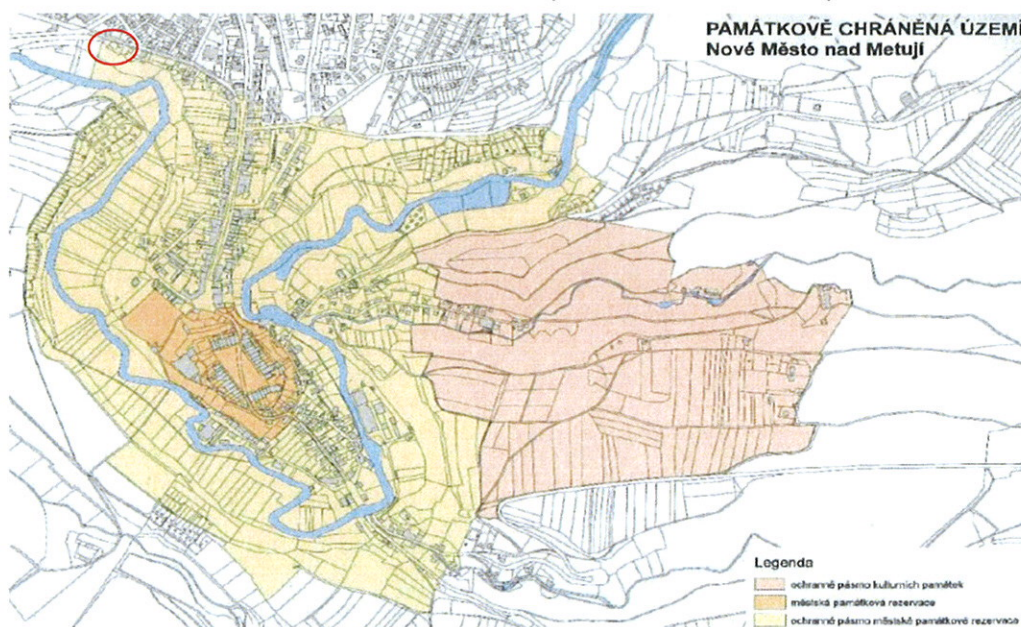 PAMÁTKOVĚ CHRÁNĚNÁ ÚZEMÍ
Nové Město nad Metují
Legenda
ochranné pásmo kulturních památek
městská památková rezervace
ochranné pásmo městské památkové rezervace